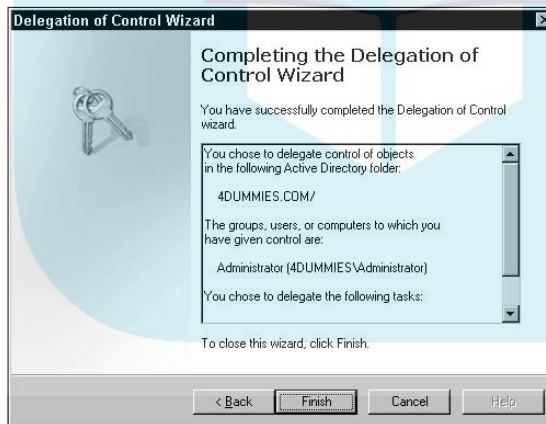 Delegation of Control Wizard
Completing the Delegation of
Control Wizard
You have successfully completed the Delegation of Control
wizard.
You chose to delegate control of objects
in the following Active Directory folder:
4DUMMIES.COM/
The groups, users, or computers to which you
have given control are:
Administrator (4DUMMIES\Administrator)
You chose to delegate the following tasks:
To close this wizard, click Finish.
< Back Finish Cancel Help